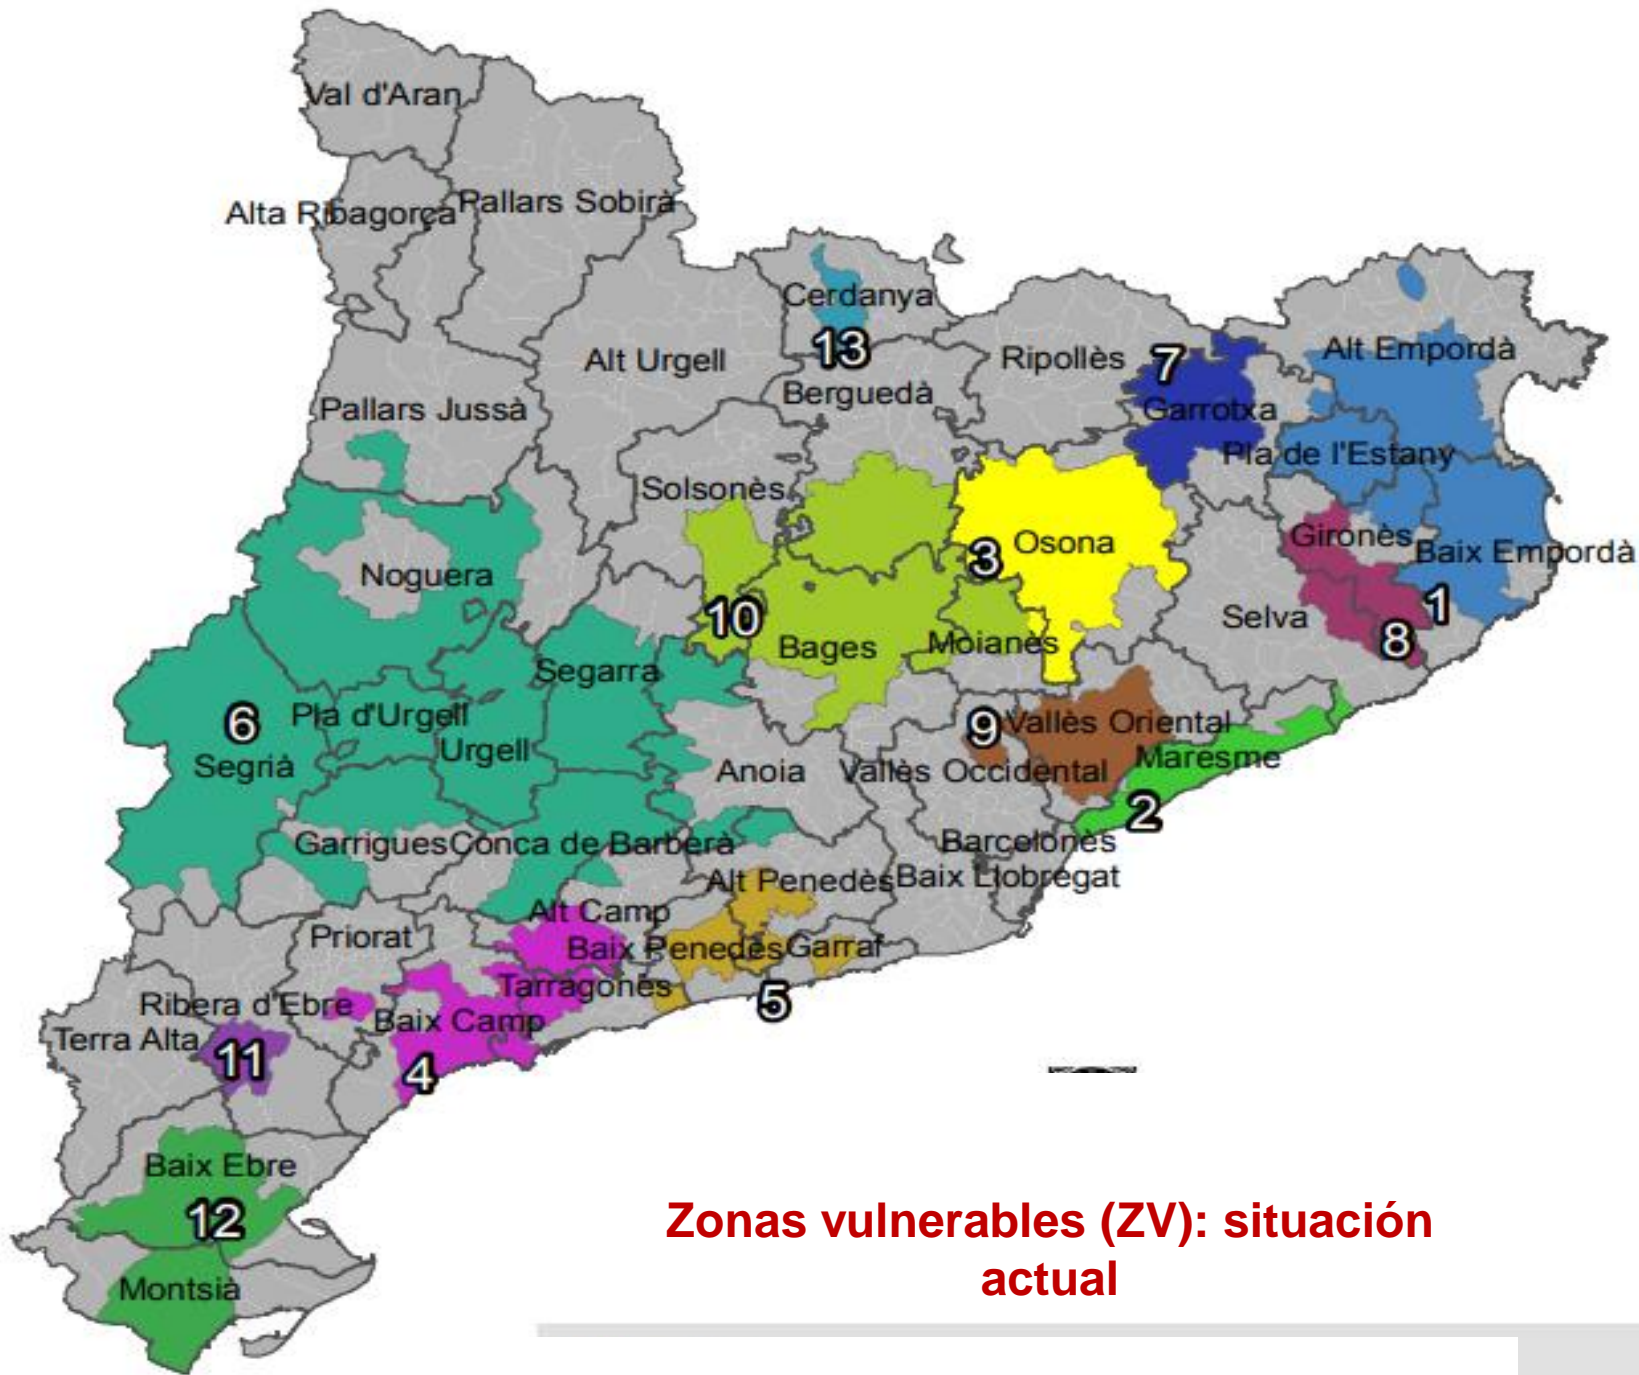 Val d'Aran
Alta Ribagorça
Pallars Sobirà
Cerdanya
13
Alt Urgell
Ripollès
7
Alt Empordà
Berguedà
Pallars Jussà
Garrotxa
Pla de l'Estany
Solsonès
Osona
3
Gironès
Baix Empordà
Noguera
1
10
Selva
8
Bages
Moianès
Segarra
6
Pla d'Urgell
9
Vallès Oriental
Urgell
Segrià
Anoia
Vallès Occidental
Maresme
2
Garrigues
Conca de Barberà
Barcelonès
Alt Penedès
Baix Llobregat
Alt Camp
Priorat
Baix Penedès
Garraf
Tarragonès
5
Ribera d'Ebre
Baix Camp
Terra Alta
11
4
Baix Ebre
12
Montsià
Zonas vulnerables (ZV): situación
actual